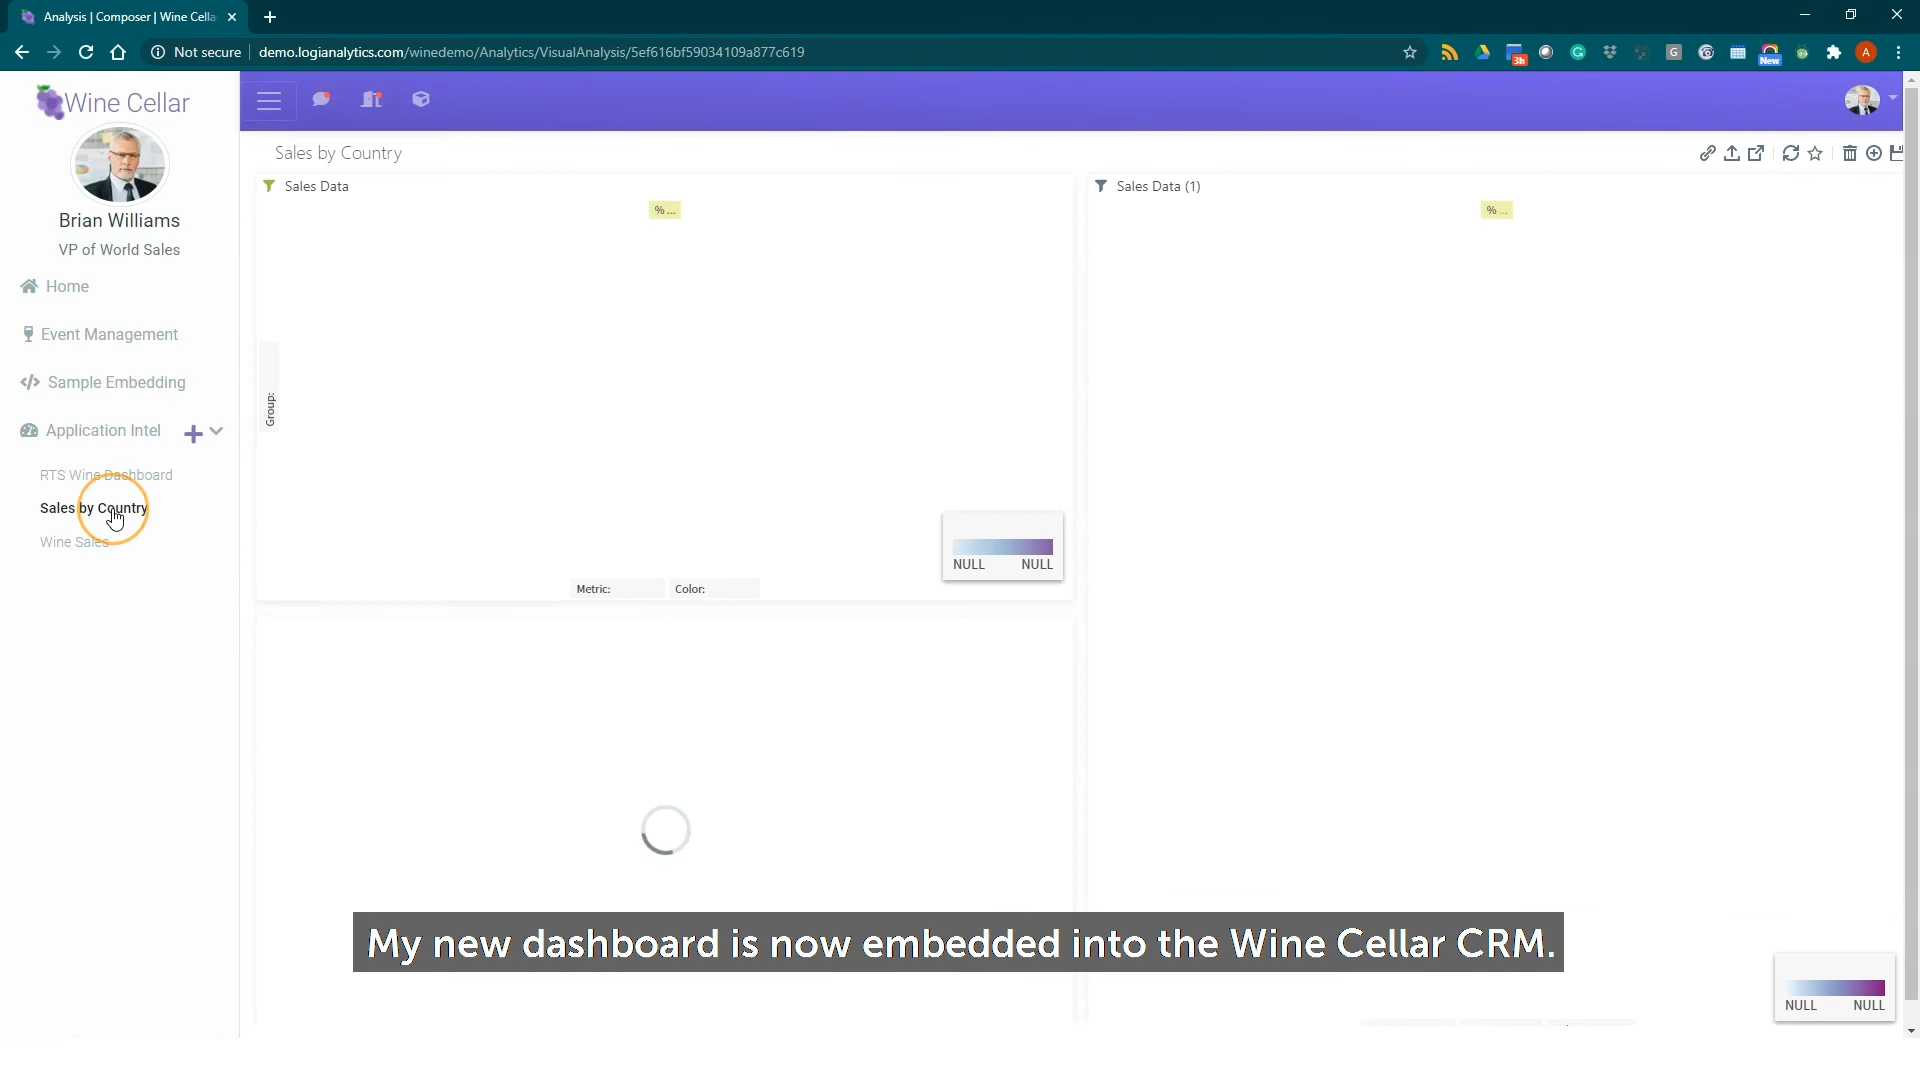 Analysis | Composer | Wine Cella
Not secure
demo.logianalytics.com/winedemo/Analytics/VisualAnalysis/5ef616bf59034109a877c619
3h
G
New
A
Wine Cellar
Brian Williams
VP of World Sales
Home
Event Management
Sample Embedding
Application Intel
RTS Wine Dashboard
Sales by Country
Wine Sales
Sales by Country
Sales Data
% ...
Group:
NULL NULL
Metric:
Color:
Sales Data (1)
% ...
NULL NULL
My new dashboard is now embedded into the Wine Cellar CRM.